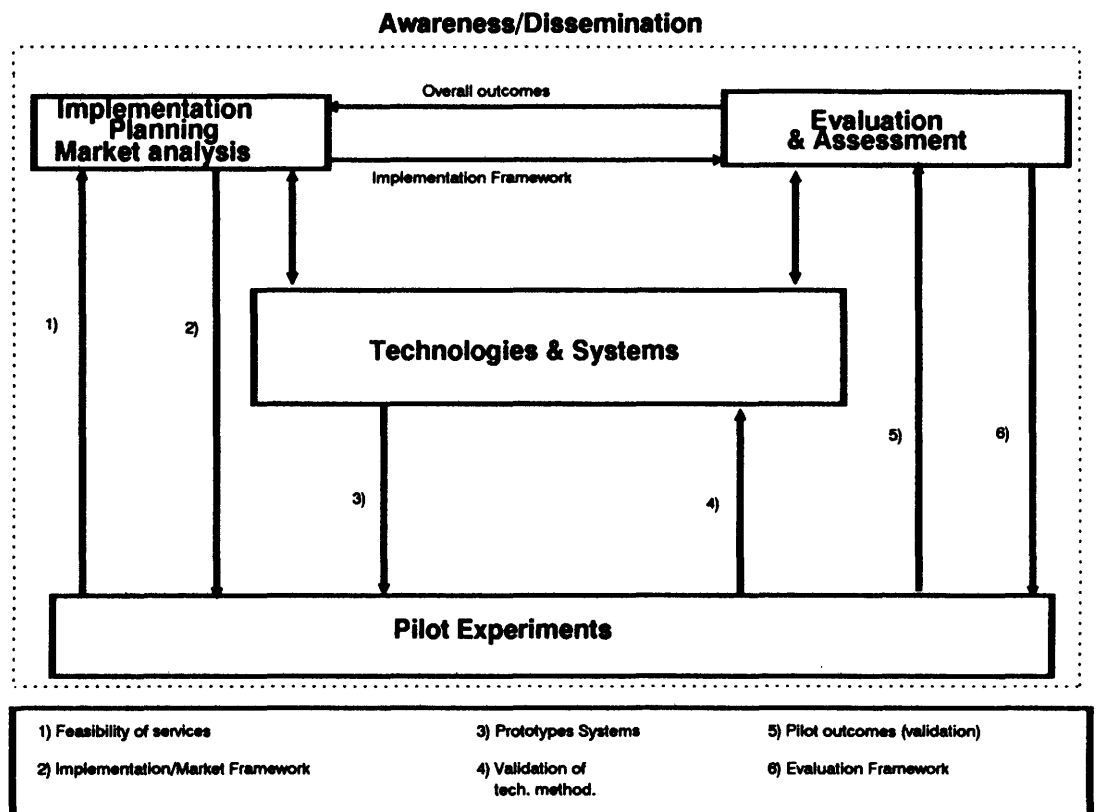 Awareness/Dissemination
Overall outcomes
Implementation
Planning
Market analysis
Evaluation
& Assessment
Implementation Framework
1)
2)
Technologies & Systems
3)
4)
5)
6)
Pilot Experiments
1) Feasibility of services
3) Prototypes Systems
5) Pilot outcomes (validation)
2) Implementation/Market Framework
4) Validation of
tech. method.
6) Evaluation Framework